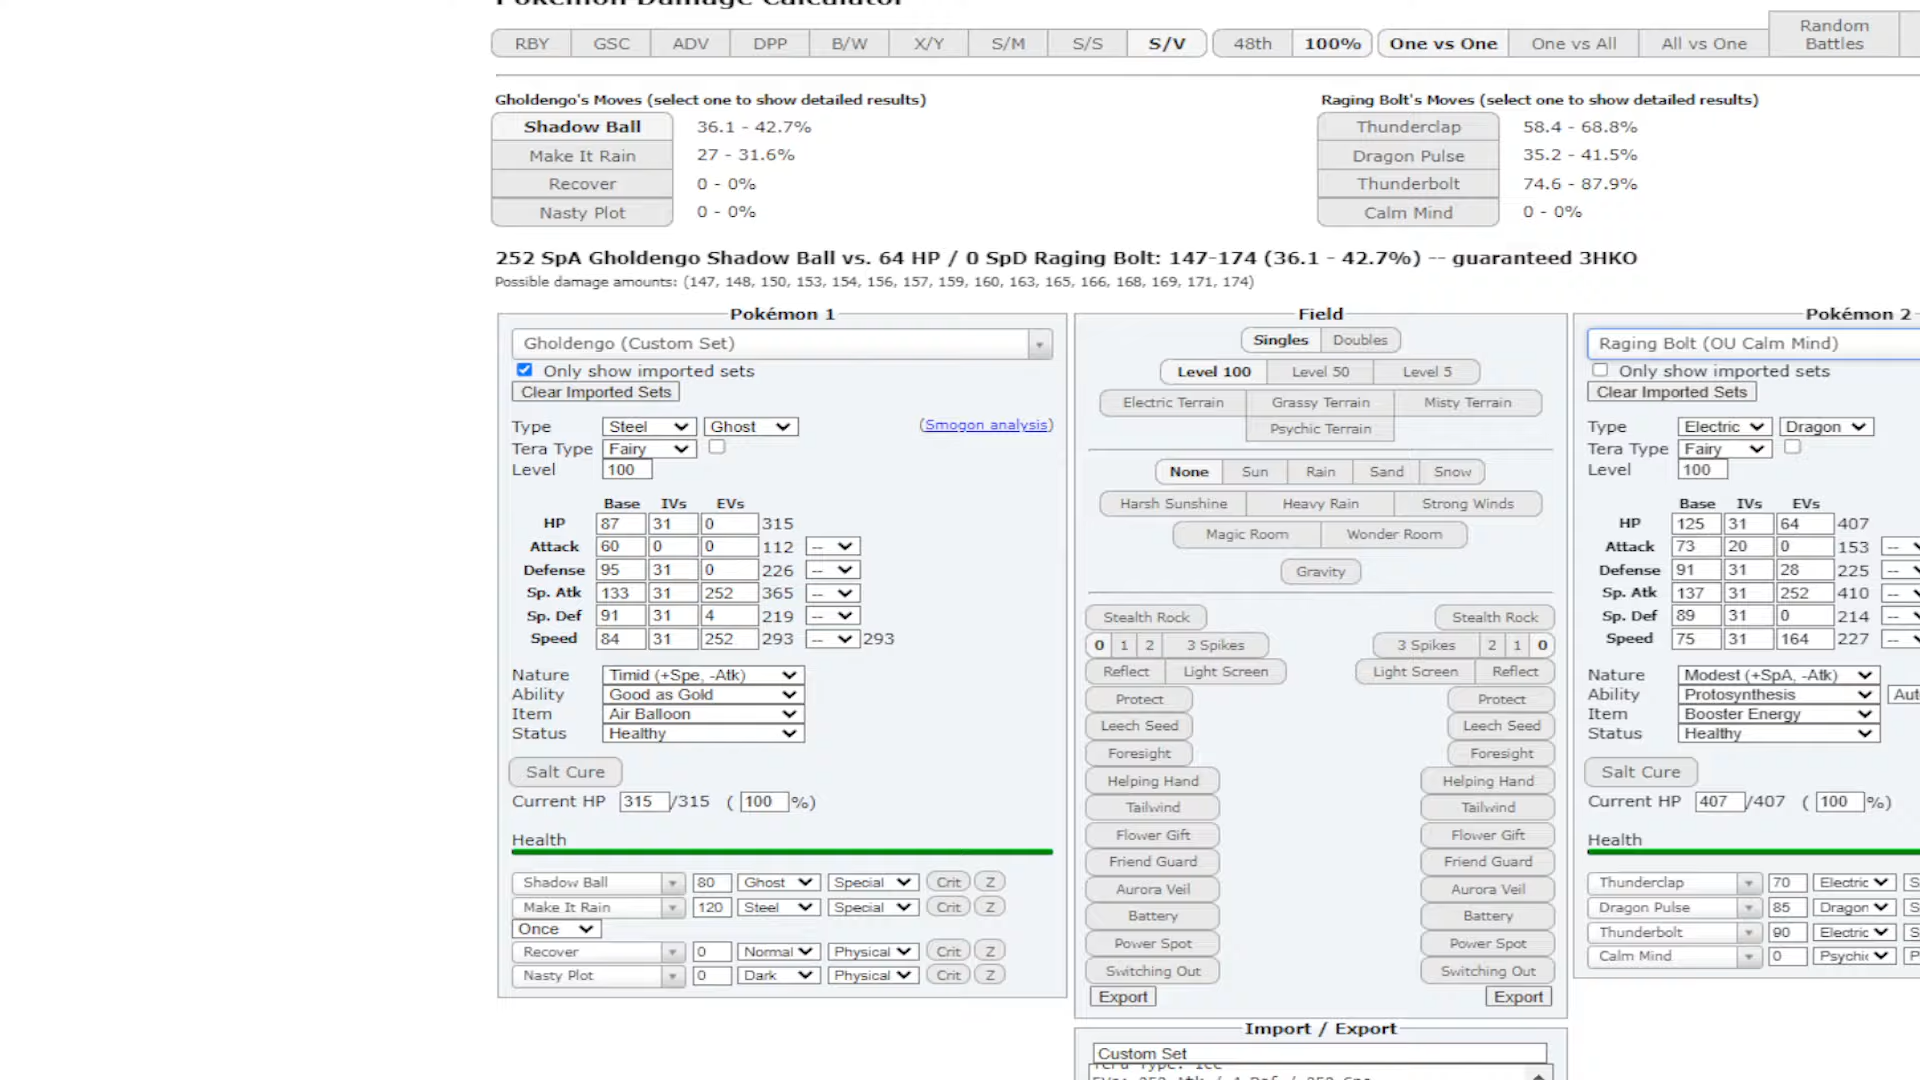 Pokémon Damage Calculator
RBY GSC ADV DPP B/W X/Y S/M S/S S/V 48th 100% One vs One One vs All All vs One Random Battles
Gholdengo's Moves (select one to show detailed results)
Shadow Ball 36.1 - 42.7%
Make It Rain 27 - 31.6%
Recover 0 - 0%
Nasty Plot 0 - 0%
Raging Bolt's Moves (select one to show detailed results)
Thunderclap 58.4 - 68.8%
Dragon Pulse 35.2 - 41.5%
Thunderbolt 74.6 - 87.9%
Calm Mind 0 - 0%
252 SpA Gholdengo Shadow Ball vs. 64 HP / 0 SpD Raging Bolt: 147-174 (36.1 - 42.7%) -- guaranteed 3HKO
Possible damage amounts: (147, 148, 150, 153, 154, 156, 157, 159, 160, 163, 165, 166, 168, 169, 171, 174)
Pokémon 1
Gholdengo (Custom Set)
Only show imported sets
Clear Imported Sets
Type Steel Ghost (Smogon analysis)
Tera Type Fairy
Level 100
Base IVs EVs
HP 87 31 0 315
Attack 60 0 0 112 --
Defense 95 31 0 226 --
Sp. Atk 133 31 252 365 --
Sp. Def 91 31 4 219 --
Speed 84 31 252 293 -- 293
Nature Timid (+Spe, -Atk)
Ability Good as Gold
Item Air Balloon
Status Healthy
Salt Cure
Current HP 315 /315 ( 100 %)
Health
Shadow Ball 80 Ghost Special Crit Z
Make It Rain 120 Steel Special Crit Z
Once
Recover 0 Normal Physical Crit Z
Nasty Plot 0 Dark Physical Crit Z
Field
Singles Doubles
Level 100 Level 50 Level 5
Electric Terrain Grassy Terrain Misty Terrain
Psychic Terrain
None Sun Rain Sand Snow
Harsh Sunshine Heavy Rain Strong Winds
Magic Room Wonder Room
Gravity
Stealth Rock Stealth Rock
0 1 2 3 Spikes 3 Spikes 2 1 0
Reflect Light Screen Light Screen Reflect
Protect Protect
Leech Seed Leech Seed
Foresight Foresight
Helping Hand Helping Hand
Tailwind Tailwind
Flower Gift Flower Gift
Friend Guard Friend Guard
Aurora Veil Aurora Veil
Battery Battery
Power Spot Power Spot
Switching Out Switching Out
Export Export
Import / Export
Custom Set
Tera Type: Ice
Pokémon 2
Raging Bolt (OU Calm Mind)
Only show imported sets
Clear Imported Sets
Type Electric Dragon
Tera Type Fairy
Level 100
Base IVs EVs
HP 125 31 64 407
Attack 73 20 0 153 --
Defense 91 31 28 225 --
Sp. Atk 137 31 252 410 --
Sp. Def 89 31 0 214 --
Speed 75 31 164 227 --
Nature Modest (+SpA, -Atk)
Ability Protosynthesis Aut
Item Booster Energy
Status Healthy
Salt Cure
Current HP 407 /407 ( 100 %)
Health
Thunderclap 70 Electric S
Dragon Pulse 85 Dragon S
Thunderbolt 90 Electric S
Calm Mind 0 Psychic P